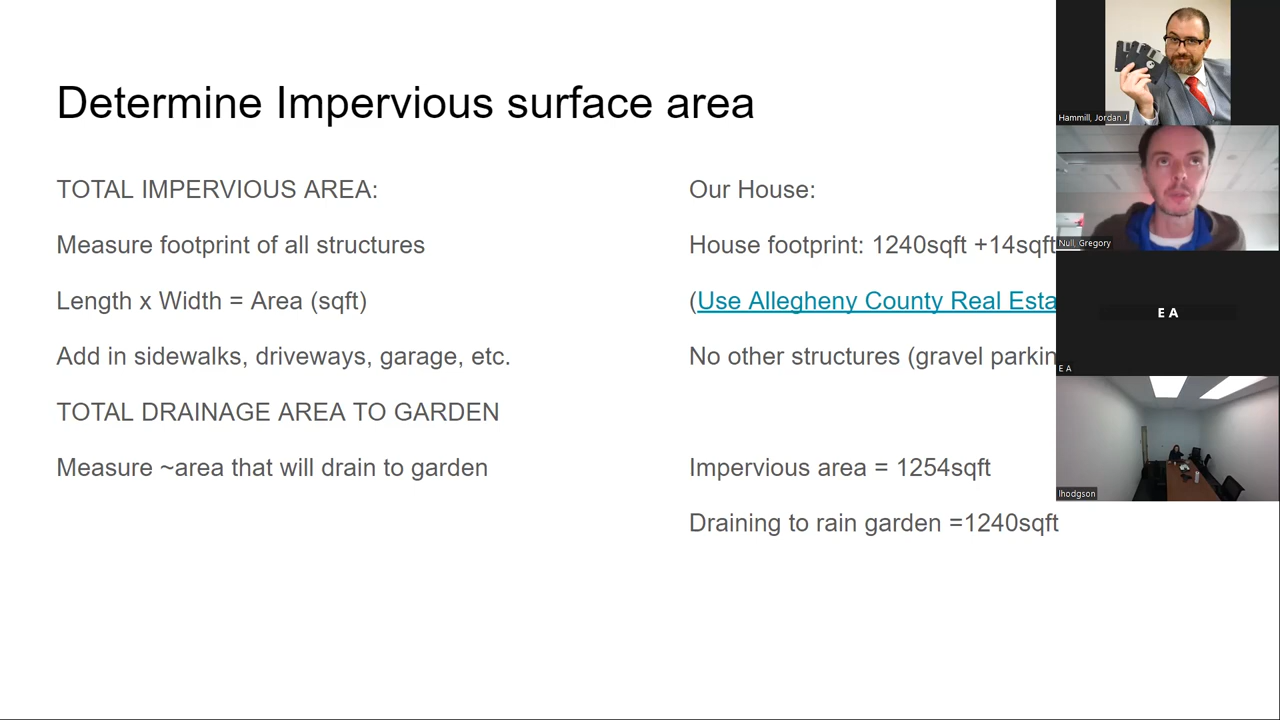 Determine Impervious surface area
TOTAL IMPERVIOUS AREA:
Measure footprint of all structures
Length x Width = Area (sqft)
Add in sidewalks, driveways, garage, etc.
TOTAL DRAINAGE AREA TO GARDEN
Measure ~area that will drain to garden
Our House:
House footprint: 1240sqft +14sqft
(Use Allegheny County Real Esta
No other structures (gravel parkin
Impervious area = 1254sqft
Draining to rain garden =1240sqft
Hammill, Jordan J
Null, Gregory
E A
E A
lhodgson